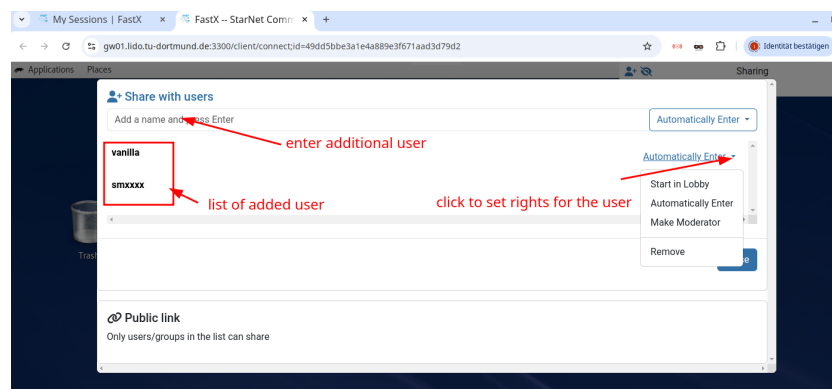 My Sessions | FastX
FastX -- StarNet Comm
gw01.lido.tu-dortmund.de:3300/client/connect;id=49dd5bbe3a1e4a889e3f671aad3d79d2
Identität bestätigen
Applications Places
Sharing
Share with users
Add a name and press Enter
Automatically Enter
enter additional user
vanilla
Automatically Enter
smxxxx
Start in Lobby
list of added user
click to set rights for the user
Automatically Enter
Make Moderator
Remove
Trash
Public link
Only users/groups in the list can share